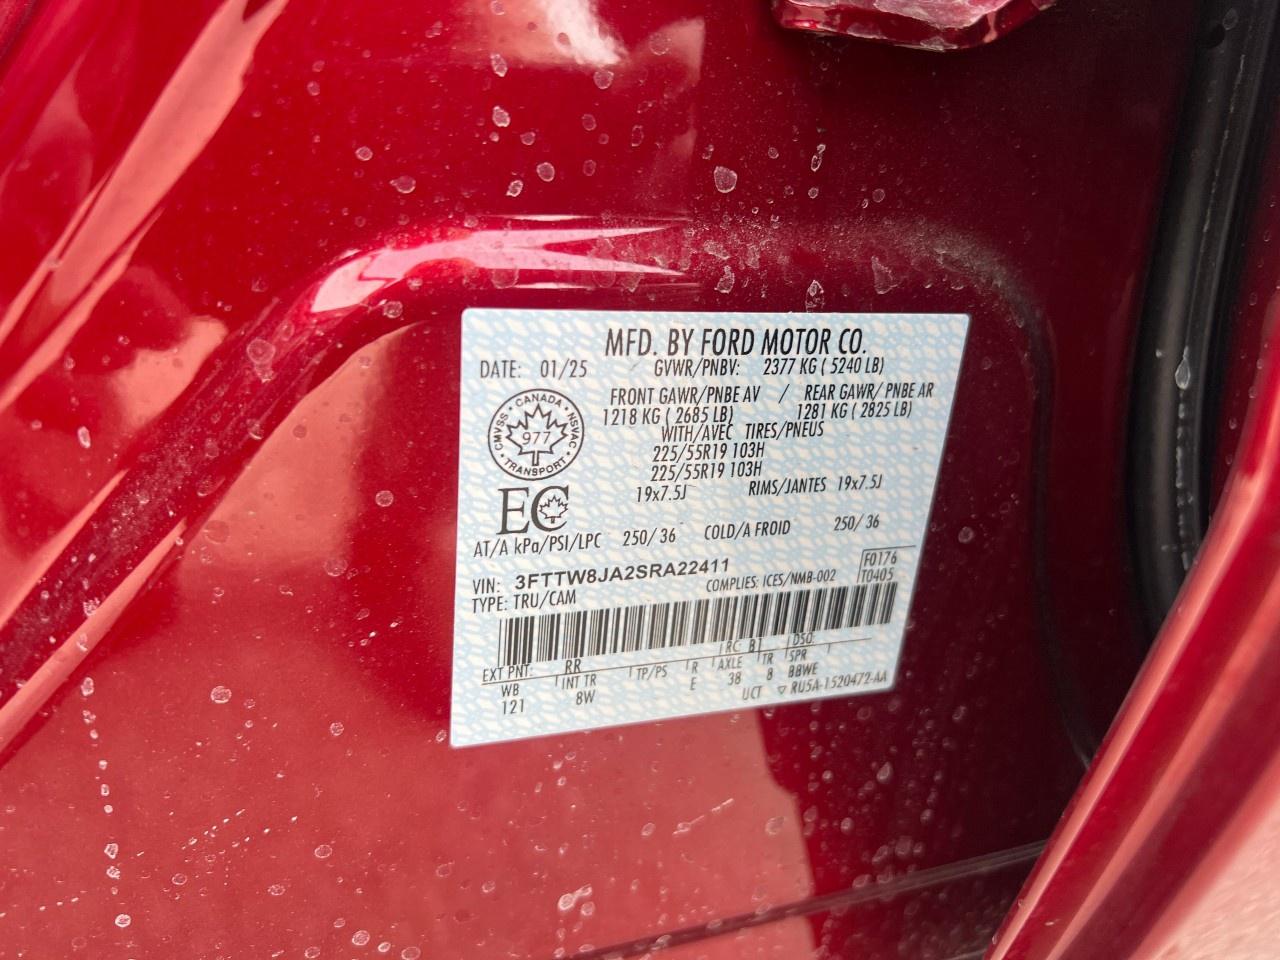 MFD. BY FORD MOTOR CO.
DATE: 01/25
GVWR/PNBV: 2377 KG ( 5240 LB)
FRONT GAWR/PNBE AV / REAR GAWR/ PNBE AR
1218 KG ( 2685 LB) 1281 KG ( 2825 LB)
WITH/AVEC TIRES/PNEUS
225/55R19 103H
225/55R19 103H
19x7.5J RIMS/JANTES 19x7.5J
CANADA
CMVSS NSVAC
977
TRANSPORT
EC
AT/A kPa/PSI/LPC 250/ 36 COLD/A FROID 250/ 36
VIN: 3FTTW8JA2SRA22411
TYPE: TRU/CAM
COMPLIES: ICES/NMB-002
F0176
T0405
EXT PNT: RR RC: BT DSO:
WB INT TR TP/PS R AXLE TR SPR
121 8W E 38 8 BBWE
UCT ▽ RU5A-1520472-AA